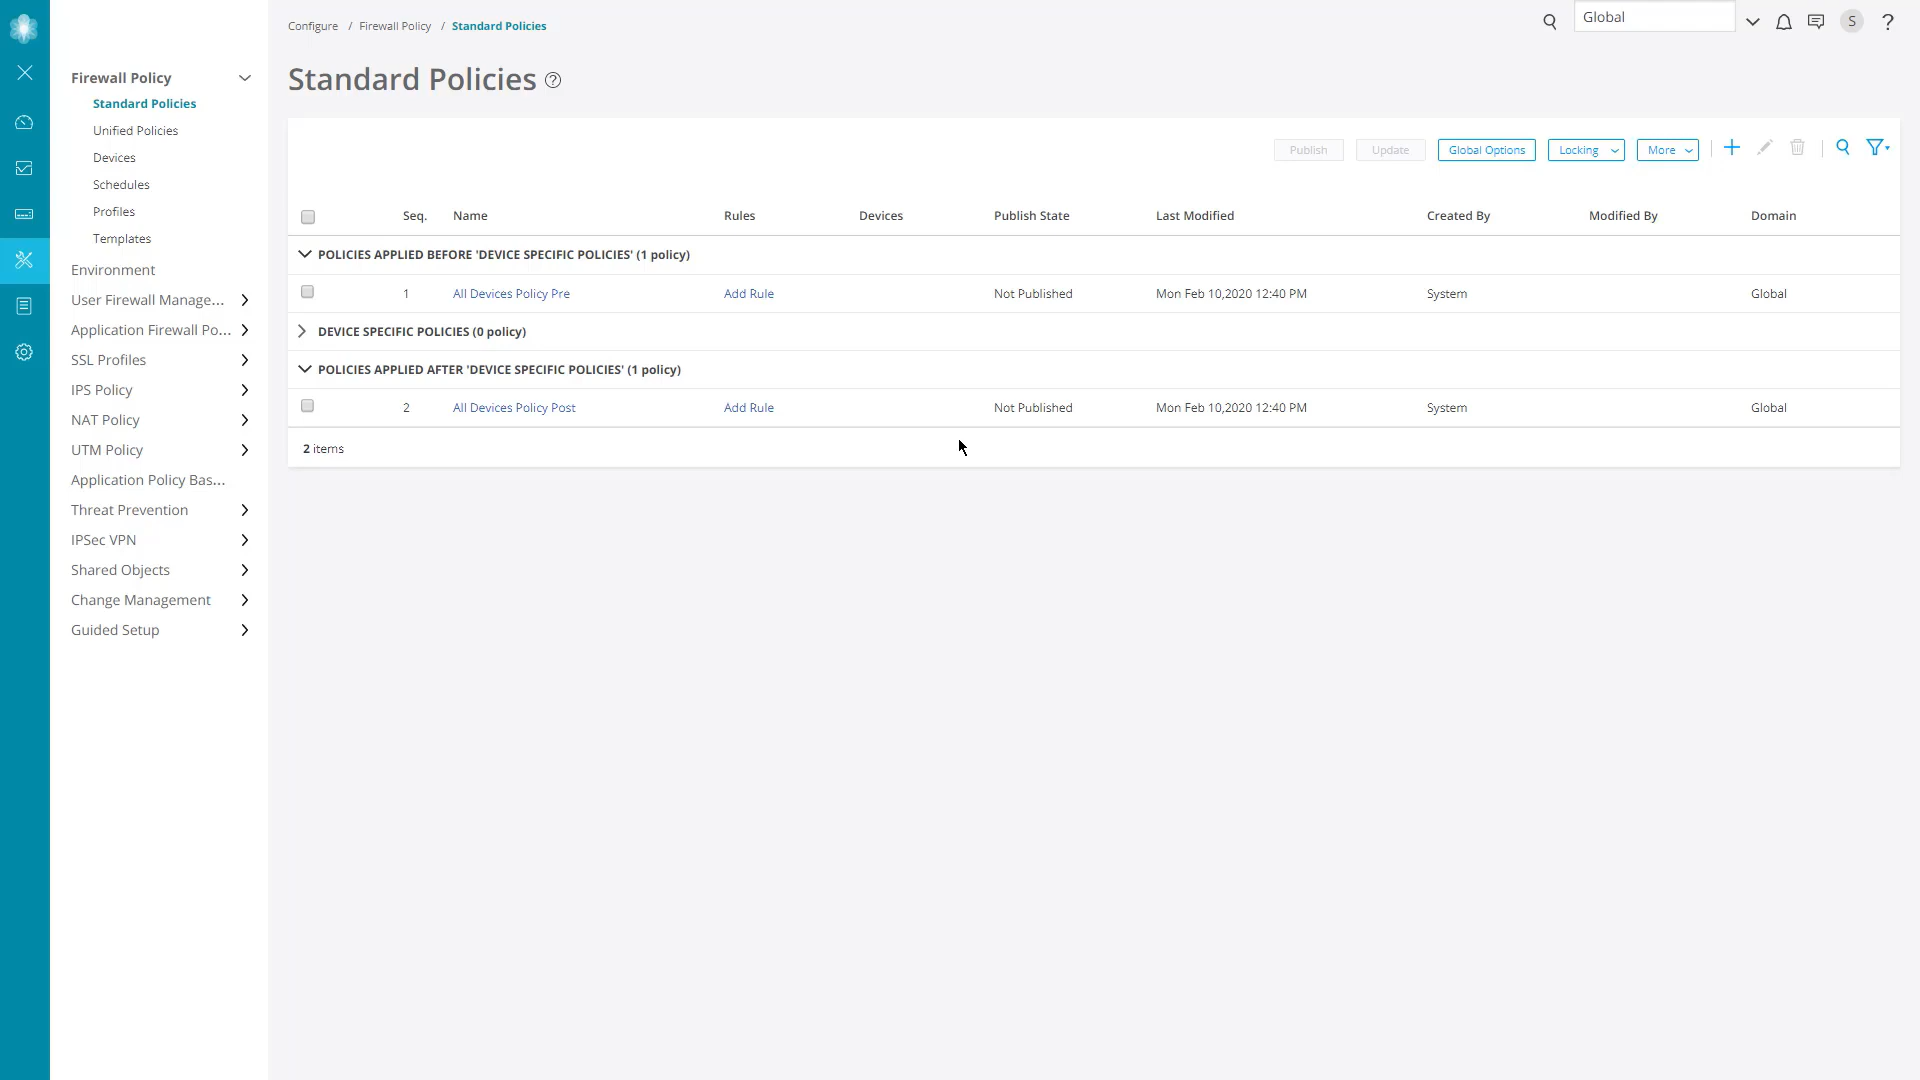 Configure / Firewall Policy / Standard Policies
Global
S
?
Standard Policies ?
Firewall Policy
Standard Policies
Unified Policies
Devices
Schedules
Profiles
Templates
Environment
User Firewall Manage...
Application Firewall Po...
SSL Profiles
IPS Policy
NAT Policy
UTM Policy
Application Policy Bas...
Threat Prevention
IPSec VPN
Shared Objects
Change Management
Guided Setup
Publish Update Global Options Locking More
Seq. Name Rules Devices Publish State Last Modified Created By Modified By Domain
POLICIES APPLIED BEFORE 'DEVICE SPECIFIC POLICIES' (1 policy)
1 All Devices Policy Pre Add Rule Not Published Mon Feb 10,2020 12:40 PM System Global
DEVICE SPECIFIC POLICIES (0 policy)
POLICIES APPLIED AFTER 'DEVICE SPECIFIC POLICIES' (1 policy)
2 All Devices Policy Post Add Rule Not Published Mon Feb 10,2020 12:40 PM System Global
2 items